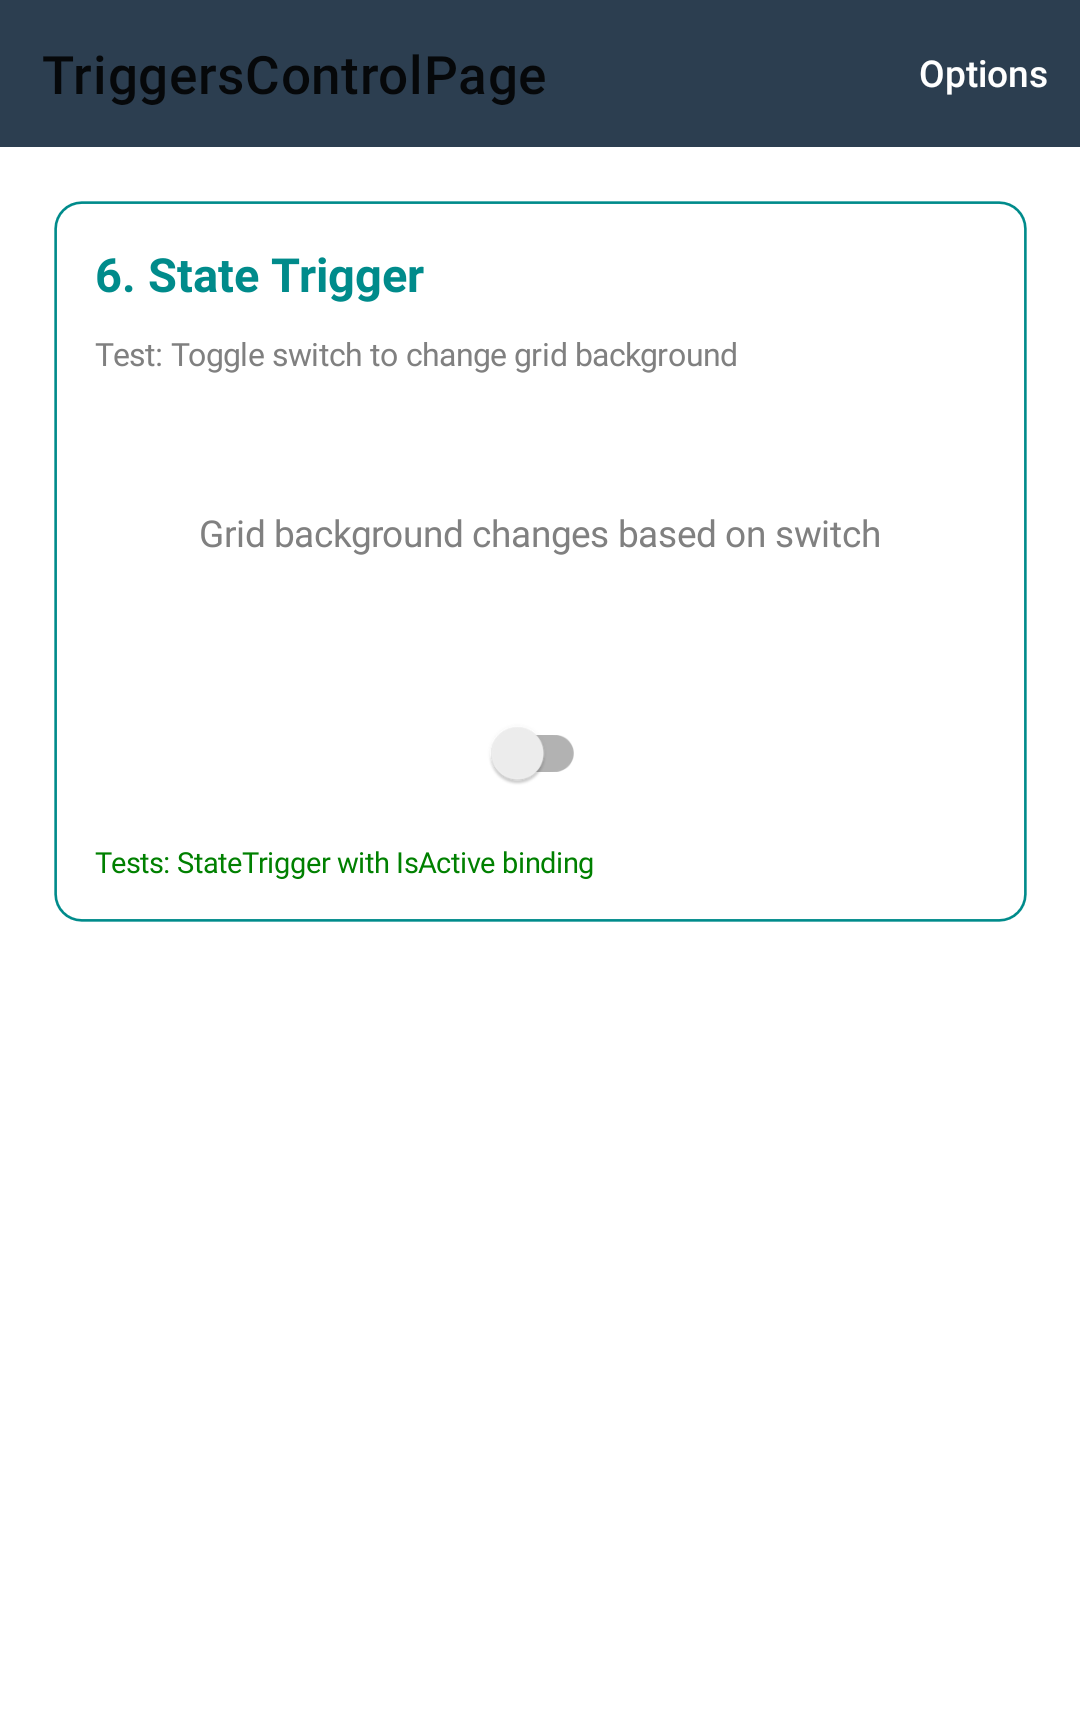 TriggersControlPage
Options
6. State Trigger
Test: Toggle switch to change grid background
Grid background changes based on switch
Tests: StateTrigger with IsActive binding